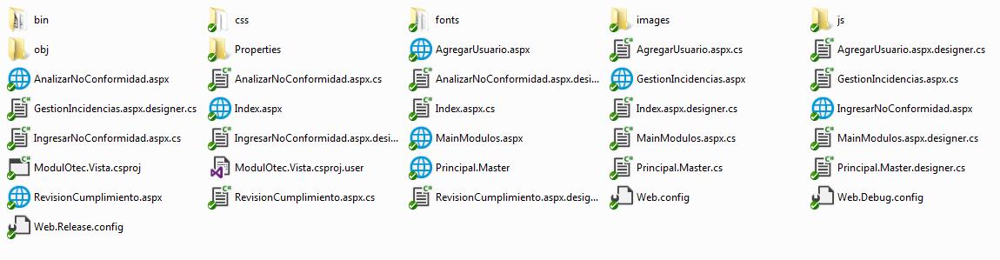 bin css fonts images js
obj Properties AgregarUsuario.aspx AgregarUsuario.aspx.cs AgregarUsuario.aspx.designer.cs
AnalizarNoConformidad.aspx AnalizarNoConformidad.aspx.cs AnalizarNoConformidad.aspx.desi... GestionIncidencias.aspx GestionIncidencias.aspx.cs
GestionIncidencias.aspx.designer.cs Index.aspx Index.aspx.cs Index.aspx.designer.cs IngresarNoConformidad.aspx
IngresarNoConformidad.aspx.cs IngresarNoConformidad.aspx.desi... MainModulos.aspx MainModulos.aspx.cs MainModulos.aspx.designer.cs
ModulOtec.Vista.csproj ModulOtec.Vista.csproj.user Principal.Master Principal.Master.cs Principal.Master.designer.cs
RevisionCumplimiento.aspx RevisionCumplimiento.aspx.cs RevisionCumplimiento.aspx.desig... Web.config Web.Debug.config
Web.Release.config